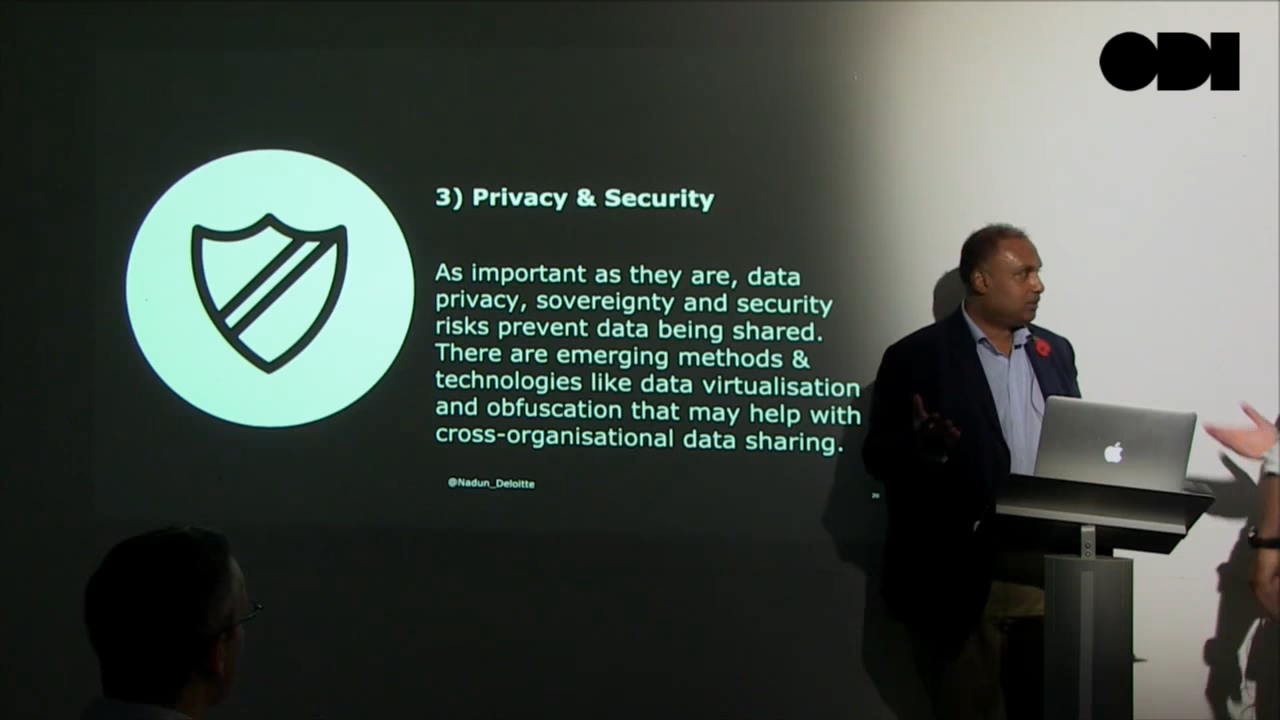 ODI
3) Privacy & Security
As important as they are, data
privacy, sovereignty and security
risks prevent data being shared.
There are emerging methods &
technologies like data virtualisation
and obfuscation that may help with
cross-organisational data sharing.
@Nadun_Deloitte